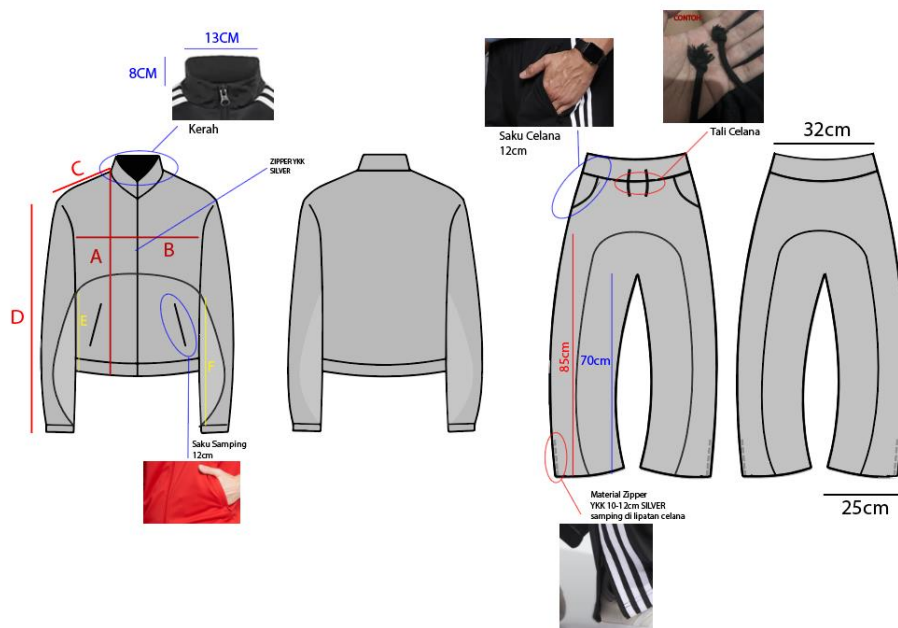 13CM
8CM
Kerah
C
ZIPPER YKK
SILVER
A
B
D
E
F
Saku Samping
12cm
Saku Celana
12cm
CONTOH
Tali Celana
32cm
85cm
70cm
Material Zipper
YKK 10-12cm SILVER
samping di lipatan celana
25cm